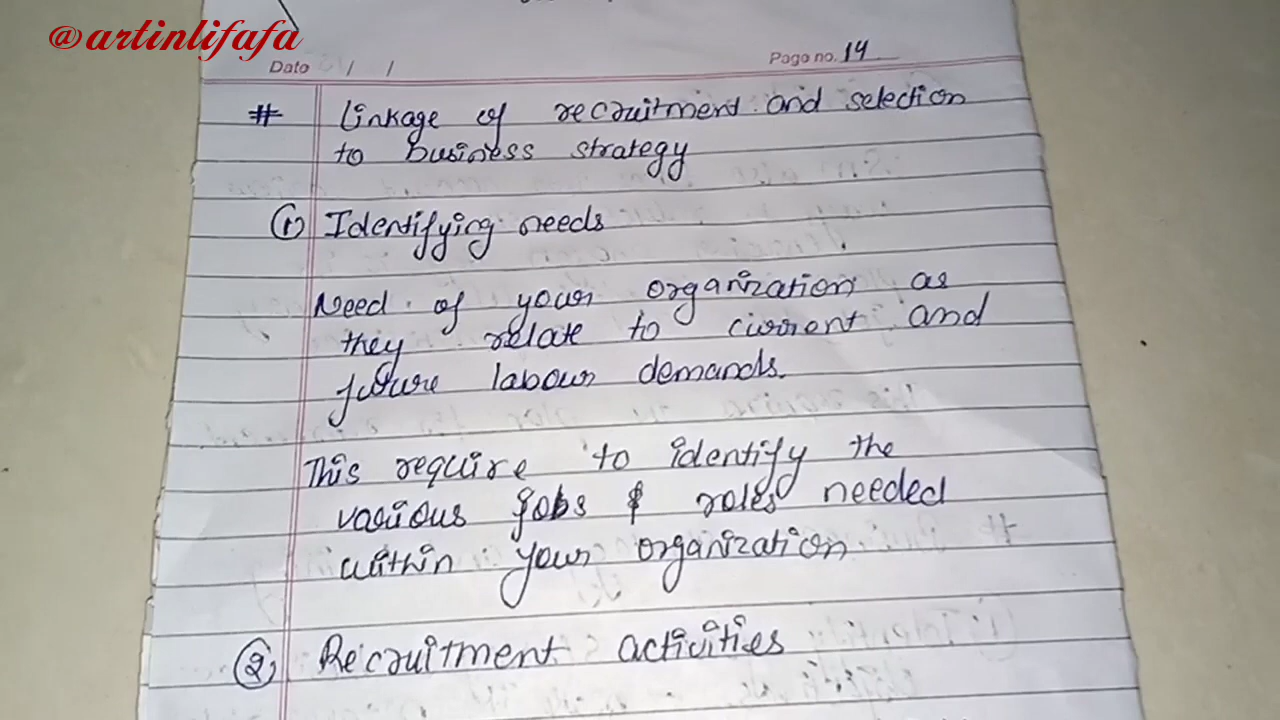 @artinlifafa
Date / /
Page no. 14
# Linkage of recruitment and selection
to business strategy
(1) Identifying needs
Need of your organization as
they relate to current and
future labour demands.
This require to identify the
various jobs & roles needed
within your organization
(2) Recruitment activities